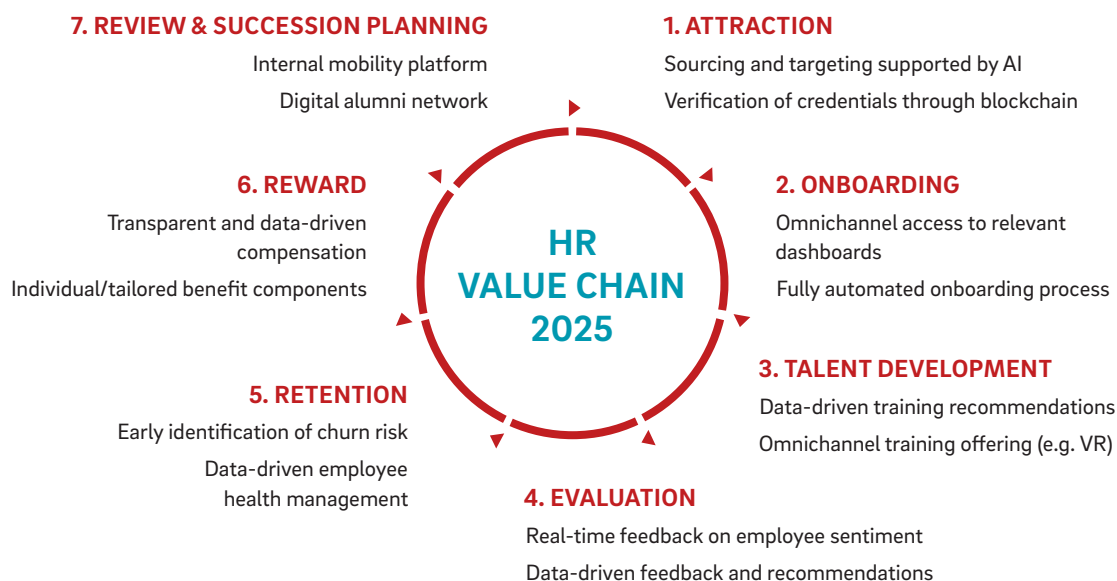 7. REVIEW & SUCCESSION PLANNING
Internal mobility platform
Digital alumni network
1. ATTRACTION
Sourcing and targeting supported by AI
Verification of credentials through blockchain
6. REWARD
Transparent and data-driven
compensation
Individual/tailored benefit components
HR
VALUE CHAIN
2025
2. ONBOARDING
Omnichannel access to relevant
dashboards
Fully automated onboarding process
3. TALENT DEVELOPMENT
Data-driven training recommendations
Omnichannel training offering (e.g. VR)
5. RETENTION
Early identification of churn risk
Data-driven employee
health management
4. EVALUATION
Real-time feedback on employee sentiment
Data-driven feedback and recommendations